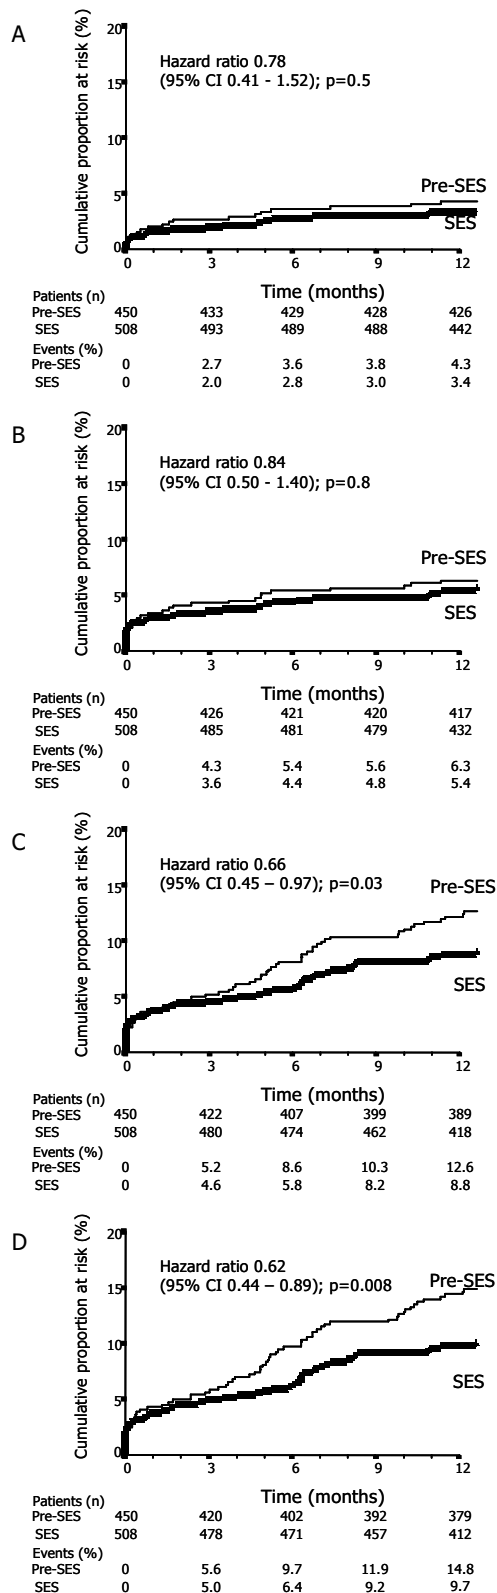 A
Cumulative proportion at risk (%)
20
15
10
5
0
Hazard ratio 0.78
(95% CI 0.41 - 1.52); p=0.5
Pre-SES
SES
0 3 6 9 12
Time (months)
Patients (n)
Pre-SES 450 433 429 428 426
SES 508 493 489 488 442
Events (%)
Pre-SES 0 2.7 3.6 3.8 4.3
SES 0 2.0 2.8 3.0 3.4
B
Cumulative proportion at risk (%)
20
15
10
5
0
Hazard ratio 0.84
(95% CI 0.50 - 1.40); p=0.8
Pre-SES
SES
0 3 6 9 12
Time (months)
Patients (n)
Pre-SES 450 426 421 420 417
SES 508 485 481 479 432
Events (%)
Pre-SES 0 4.3 5.4 5.6 6.3
SES 0 3.6 4.4 4.8 5.4
C
Cumulative proportion at risk (%)
20
15
10
5
0
Hazard ratio 0.66
(95% CI 0.45 – 0.97); p=0.03
Pre-SES
SES
0 3 6 9 12
Time (months)
Patients (n)
Pre-SES 450 422 407 399 389
SES 508 480 474 462 418
Events (%)
Pre-SES 0 5.2 8.6 10.3 12.6
SES 0 4.6 5.8 8.2 8.8
D
Cumulative proportion at risk (%)
20
15
10
5
0
Hazard ratio 0.62
(95% CI 0.44 – 0.89); p=0.008
Pre-SES
SES
0 3 6 9 12
Time (months)
Patients (n)
Pre-SES 450 420 402 392 379
SES 508 478 471 457 412
Events (%)
Pre-SES 0 5.6 9.7 11.9 14.8
SES 0 5.0 6.4 9.2 9.7